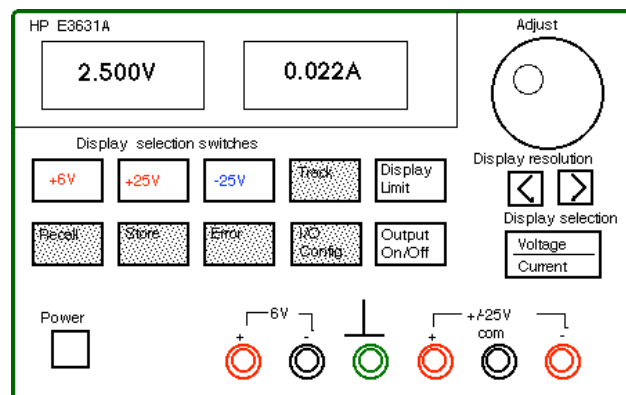 HP E3631A
Adjust
2.500V
0.022A
Display selection switches
+6V
+25V
-25V
Track
Display
Limit
Display resolution
Recall
Store
Error
I/O
Config
Output
On/Off
Display selection
Voltage
Current
Power
6V
+/-25V
+
-
+
com
-